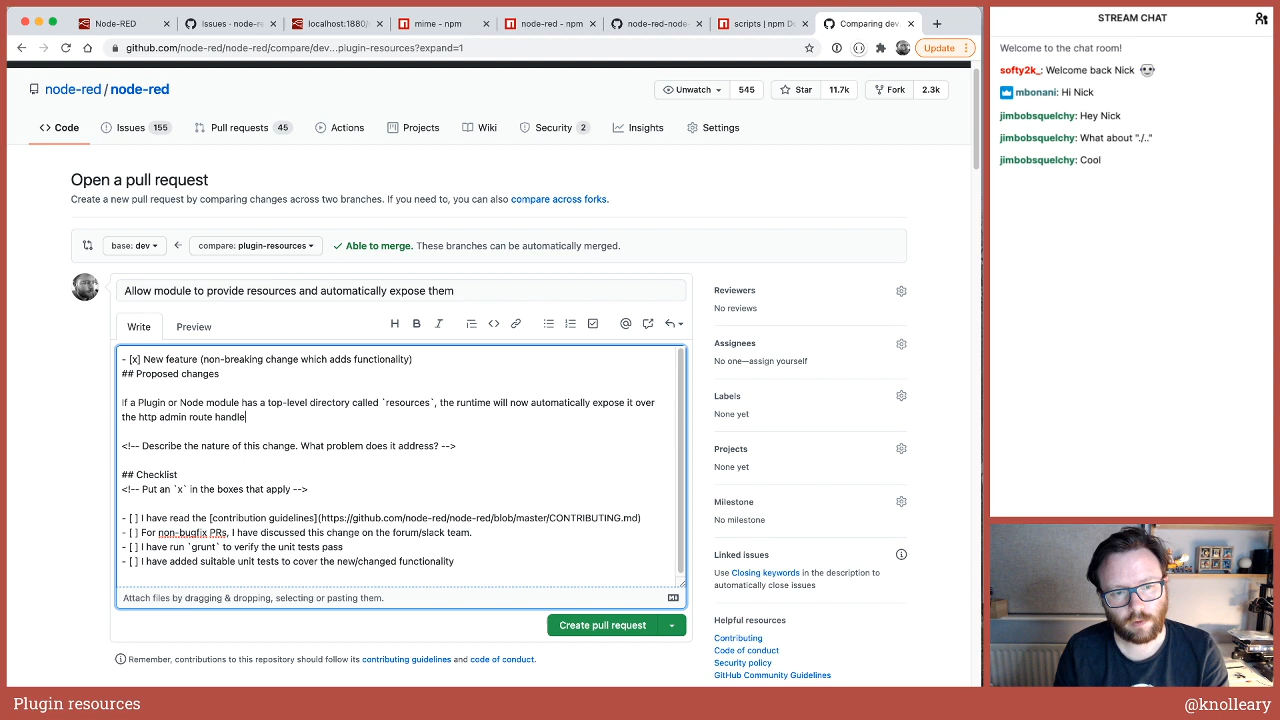 Node-RED
Issues · node-re
localhost:1880/
mime - npm
node-red - npm
node-red-node-
scripts | npm De
Comparing dev.
github.com/node-red/node-red/compare/dev...plugin-resources?expand=1
Update
node-red / node-red
Unwatch
545
Star
11.7k
Fork
2.3k
Code
Issues 155
Pull requests 45
Actions
Projects
Wiki
Security 2
Insights
Settings
Open a pull request
Create a new pull request by comparing changes across two branches. If you need to, you can also compare across forks.
base: dev
compare: plugin-resources
Able to merge. These branches can be automatically merged.
Allow module to provide resources and automatically expose them
Write
Preview
- [x] New feature (non-breaking change which adds functionality)
## Proposed changes
If a Plugin or Node module has a top-level directory called `resources`, the runtime will now automatically expose it over
the http admin route handle
<!-- Describe the nature of this change. What problem does it address? -->
## Checklist
<!-- Put an `x` in the boxes that apply -->
- [ ] I have read the [contribution guidelines](https://github.com/node-red/node-red/blob/master/CONTRIBUTING.md)
- [ ] For non-bugfix PRs, I have discussed this change on the forum/slack team.
- [ ] I have run `grunt` to verify the unit tests pass
- [ ] I have added suitable unit tests to cover the new/changed functionality
Attach files by dragging & dropping, selecting or pasting them.
Create pull request
Remember, contributions to this repository should follow its contributing guidelines and code of conduct.
Reviewers
No reviews
Assignees
No one—assign yourself
Labels
None yet
Projects
None yet
Milestone
No milestone
Linked issues
Use Closing keywords in the description to
automatically close issues
Helpful resources
Contributing
Code of conduct
Security policy
GitHub Community Guidelines
STREAM CHAT
Welcome to the chat room!
softy2k_: Welcome back Nick
mbonani: Hi Nick
jimbobsquelchy: Hey Nick
jimbobsquelchy: What about "./.."
jimbobsquelchy: Cool
Plugin resources
@knolleary